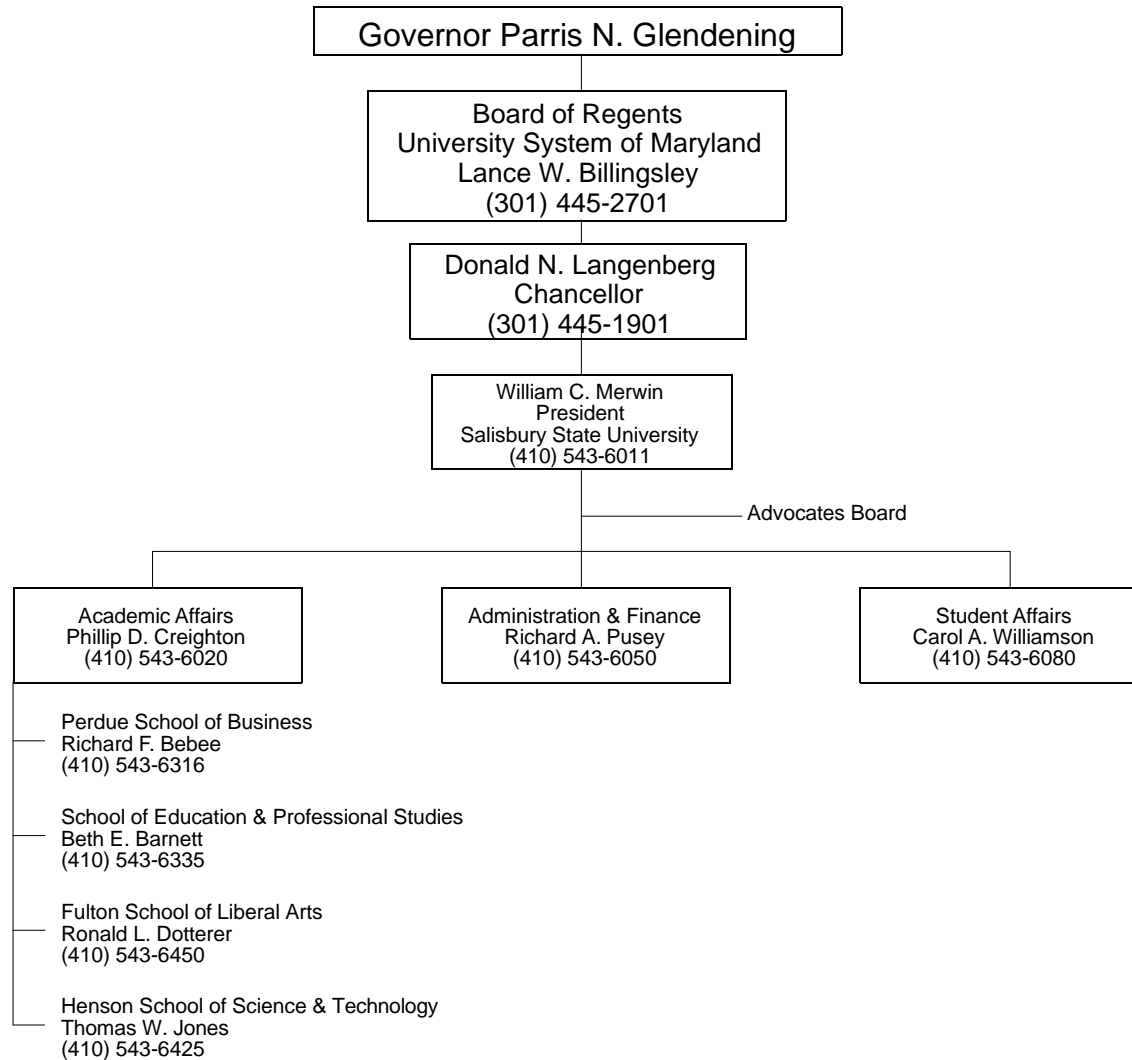 Governor Parris N. Glendening
Board of Regents
University System of Maryland
Lance W. Billingsley
(301) 445-2701
Donald N. Langenberg
Chancellor
(301) 445-1901
William C. Merwin
President
Salisbury State University
(410) 543-6011
Advocates Board
Academic Affairs
Phillip D. Creighton
(410) 543-6020
Administration & Finance
Richard A. Pusey
(410) 543-6050
Student Affairs
Carol A. Williamson
(410) 543-6080
Perdue School of Business
Richard F. Bebee
(410) 543-6316
School of Education & Professional Studies
Beth E. Barnett
(410) 543-6335
Fulton School of Liberal Arts
Ronald L. Dotterer
(410) 543-6450
Henson School of Science & Technology
Thomas W. Jones
(410) 543-6425